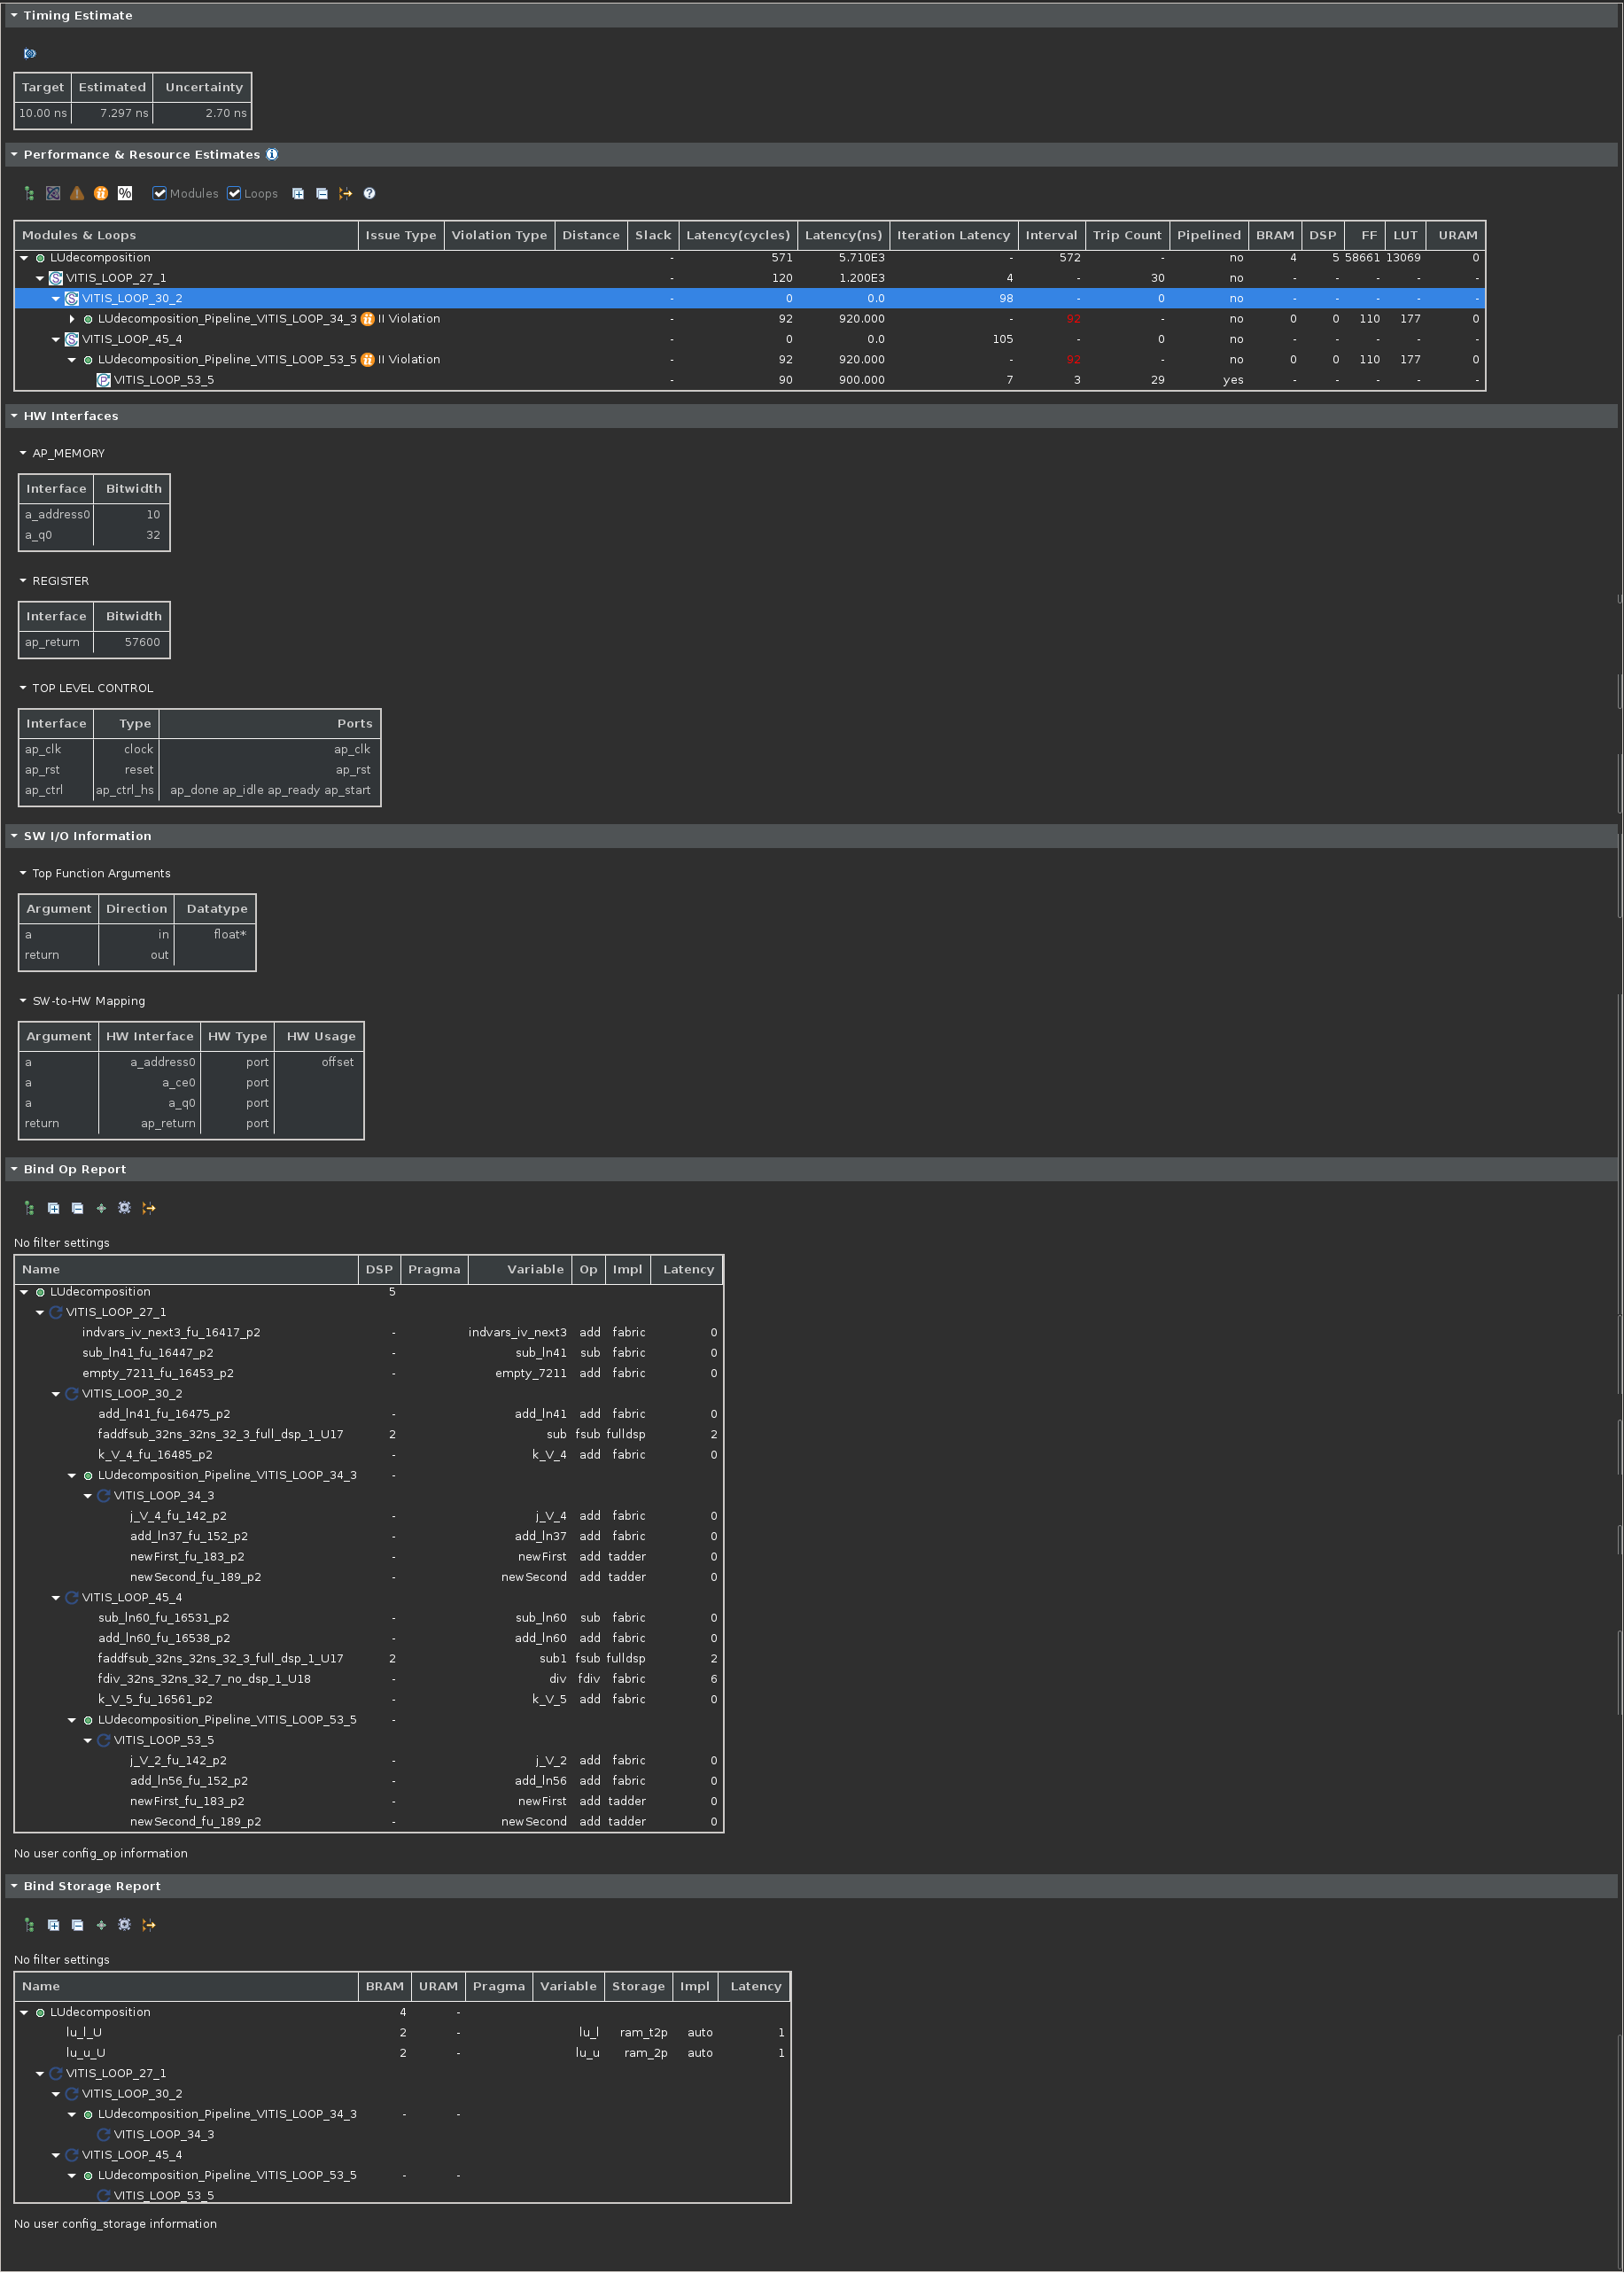 Timing Estimate
Target Estimated Uncertainty
10.00 ns 7.297 ns 2.70 ns
Performance & Resource Estimates
% Modules Loops
Modules & Loops Issue Type Violation Type Distance Slack Latency(cycles) Latency(ns) Iteration Latency Interval Trip Count Pipelined BRAM DSP FF LUT URAM
LUdecomposition - 571 5.710E3 - 572 - no 4 5 58661 13069 0
VITIS_LOOP_27_1 - 120 1.200E3 4 - 30 no - - - - -
VITIS_LOOP_30_2 - 0 0.0 98 - 0 no - - - - -
LUdecomposition_Pipeline_VITIS_LOOP_34_3 II Violation - 92 920.000 - 92 - no 0 0 110 177 0
VITIS_LOOP_45_4 - 0 0.0 105 - 0 no - - - - -
LUdecomposition_Pipeline_VITIS_LOOP_53_5 II Violation - 92 920.000 - 92 - no 0 0 110 177 0
VITIS_LOOP_53_5 - 90 900.000 7 3 29 yes - - - - -
HW Interfaces
AP_MEMORY
Interface Bitwidth
a_address0 10
a_q0 32
REGISTER
Interface Bitwidth
ap_return 57600
TOP LEVEL CONTROL
Interface Type Ports
ap_clk clock ap_clk
ap_rst reset ap_rst
ap_ctrl ap_ctrl_hs ap_done ap_idle ap_ready ap_start
SW I/O Information
Top Function Arguments
Argument Direction Datatype
a in float*
return out
SW-to-HW Mapping
Argument HW Interface HW Type HW Usage
a a_address0 port offset
a a_ce0 port
a a_q0 port
return ap_return port
Bind Op Report
No filter settings
Name DSP Pragma Variable Op Impl Latency
LUdecomposition 5
VITIS_LOOP_27_1
indvars_iv_next3_fu_16417_p2 - indvars_iv_next3 add fabric 0
sub_ln41_fu_16447_p2 - sub_ln41 sub fabric 0
empty_7211_fu_16453_p2 - empty_7211 add fabric 0
VITIS_LOOP_30_2
add_ln41_fu_16475_p2 - add_ln41 add fabric 0
faddfsub_32ns_32ns_32_3_full_dsp_1_U17 2 sub fsub fulldsp 2
k_V_4_fu_16485_p2 - k_V_4 add fabric 0
LUdecomposition_Pipeline_VITIS_LOOP_34_3 -
VITIS_LOOP_34_3
j_V_4_fu_142_p2 - j_V_4 add fabric 0
add_ln37_fu_152_p2 - add_ln37 add fabric 0
newFirst_fu_183_p2 - newFirst add tadder 0
newSecond_fu_189_p2 - newSecond add tadder 0
VITIS_LOOP_45_4
sub_ln60_fu_16531_p2 - sub_ln60 sub fabric 0
add_ln60_fu_16538_p2 - add_ln60 add fabric 0
faddfsub_32ns_32ns_32_3_full_dsp_1_U17 2 sub1 fsub fulldsp 2
fdiv_32ns_32ns_32_7_no_dsp_1_U18 - div fdiv fabric 6
k_V_5_fu_16561_p2 - k_V_5 add fabric 0
LUdecomposition_Pipeline_VITIS_LOOP_53_5 -
VITIS_LOOP_53_5
j_V_2_fu_142_p2 - j_V_2 add fabric 0
add_ln56_fu_152_p2 - add_ln56 add fabric 0
newFirst_fu_183_p2 - newFirst add tadder 0
newSecond_fu_189_p2 - newSecond add tadder 0
No user config_op information
Bind Storage Report
No filter settings
Name BRAM URAM Pragma Variable Storage Impl Latency
LUdecomposition 4 -
lu_l_U 2 - lu_l ram_t2p auto 1
lu_u_U 2 - lu_u ram_2p auto 1
VITIS_LOOP_27_1
VITIS_LOOP_30_2
LUdecomposition_Pipeline_VITIS_LOOP_34_3 - -
VITIS_LOOP_34_3
VITIS_LOOP_45_4
LUdecomposition_Pipeline_VITIS_LOOP_53_5 - -
VITIS_LOOP_53_5
No user config_storage information